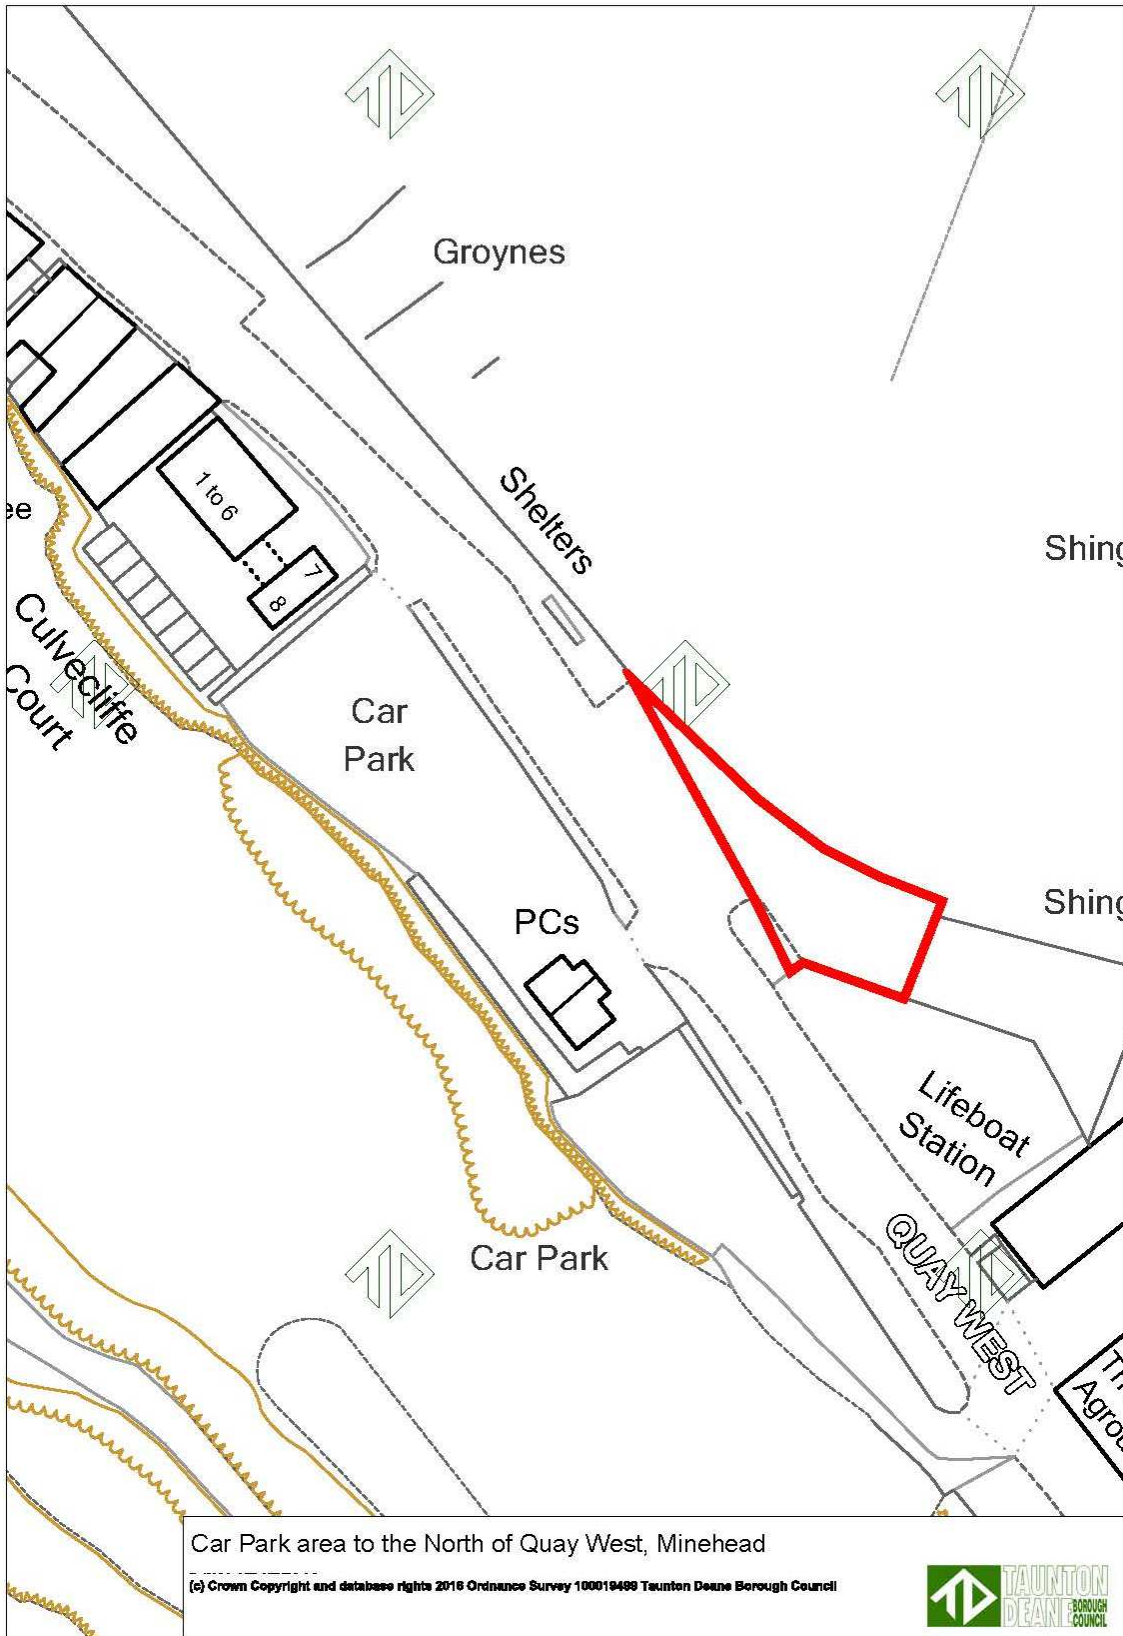 Groynes
Shelters
1 to 6
7
8
ee
Culvecliffe
Court
Shing
Car
Park
Shing
PCs
Lifeboat
Station
Car Park
QUAY WEST
Th
Agrou
Car Park area to the North of Quay West, Minehead
(c) Crown Copyright and database rights 2016 Ordnance Survey 100019499 Taunton Deane Borough Council
TAUNTON
DEANE BOROUGH
COUNCIL